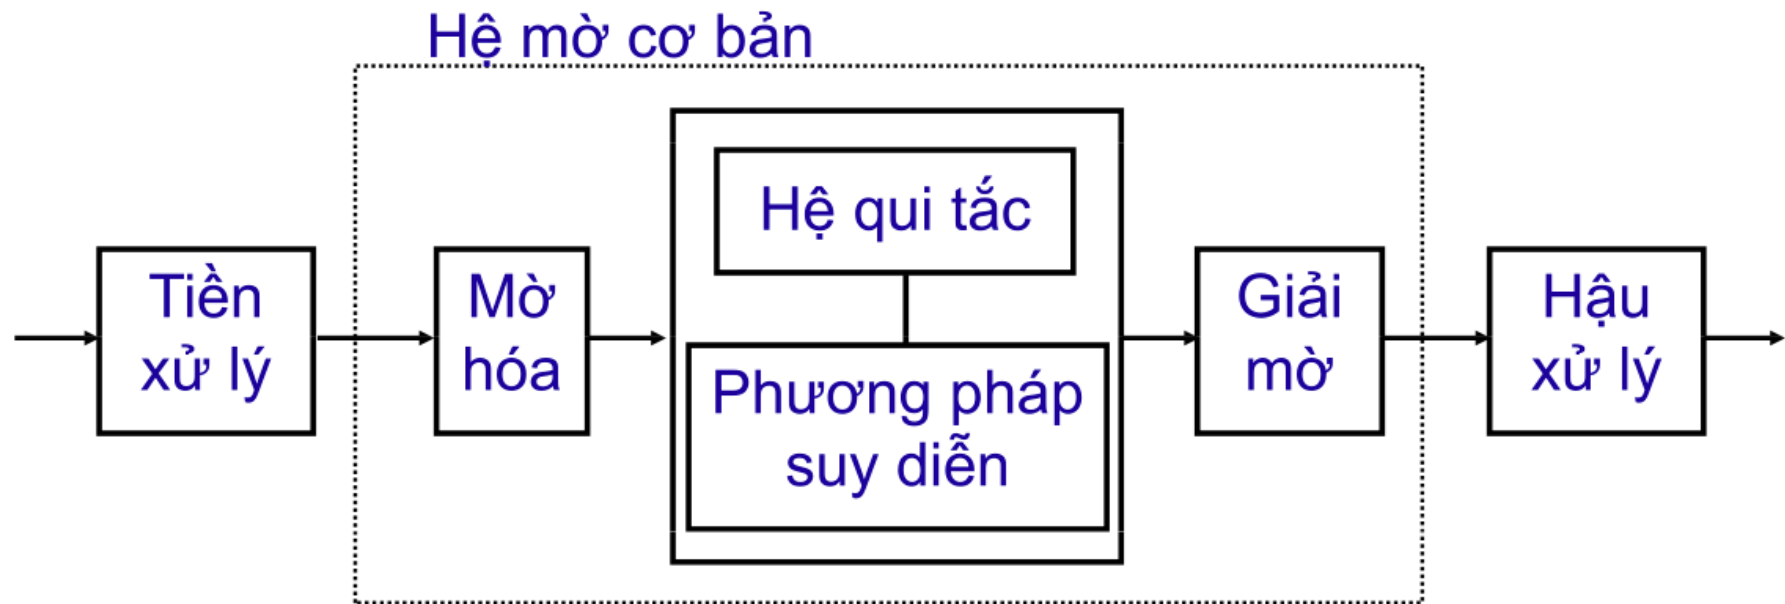 Hệ mờ cơ bản
Tiền
xử lý
Mờ
hóa
Hệ qui tắc
Phương pháp
suy diễn
Giải
mờ
Hậu
xử lý